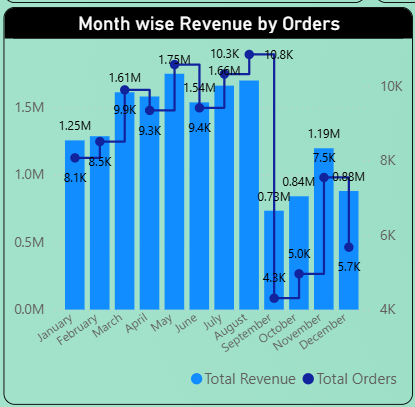 Month wise Revenue by Orders
1.75M 10.3K 10.8K
1.61M 1.54M 1.66M
1.5M 10K
1.25M 9.9K 9.3K 9.4K 1.19M
8.5K 7.5K 8K
8.1K
1.0M 0.73M 0.84M 0.88M
6K
0.5M 5.0K 5.7K
4.3K
0.0M 4K
January February March April May June July August September October November December
Total Revenue Total Orders